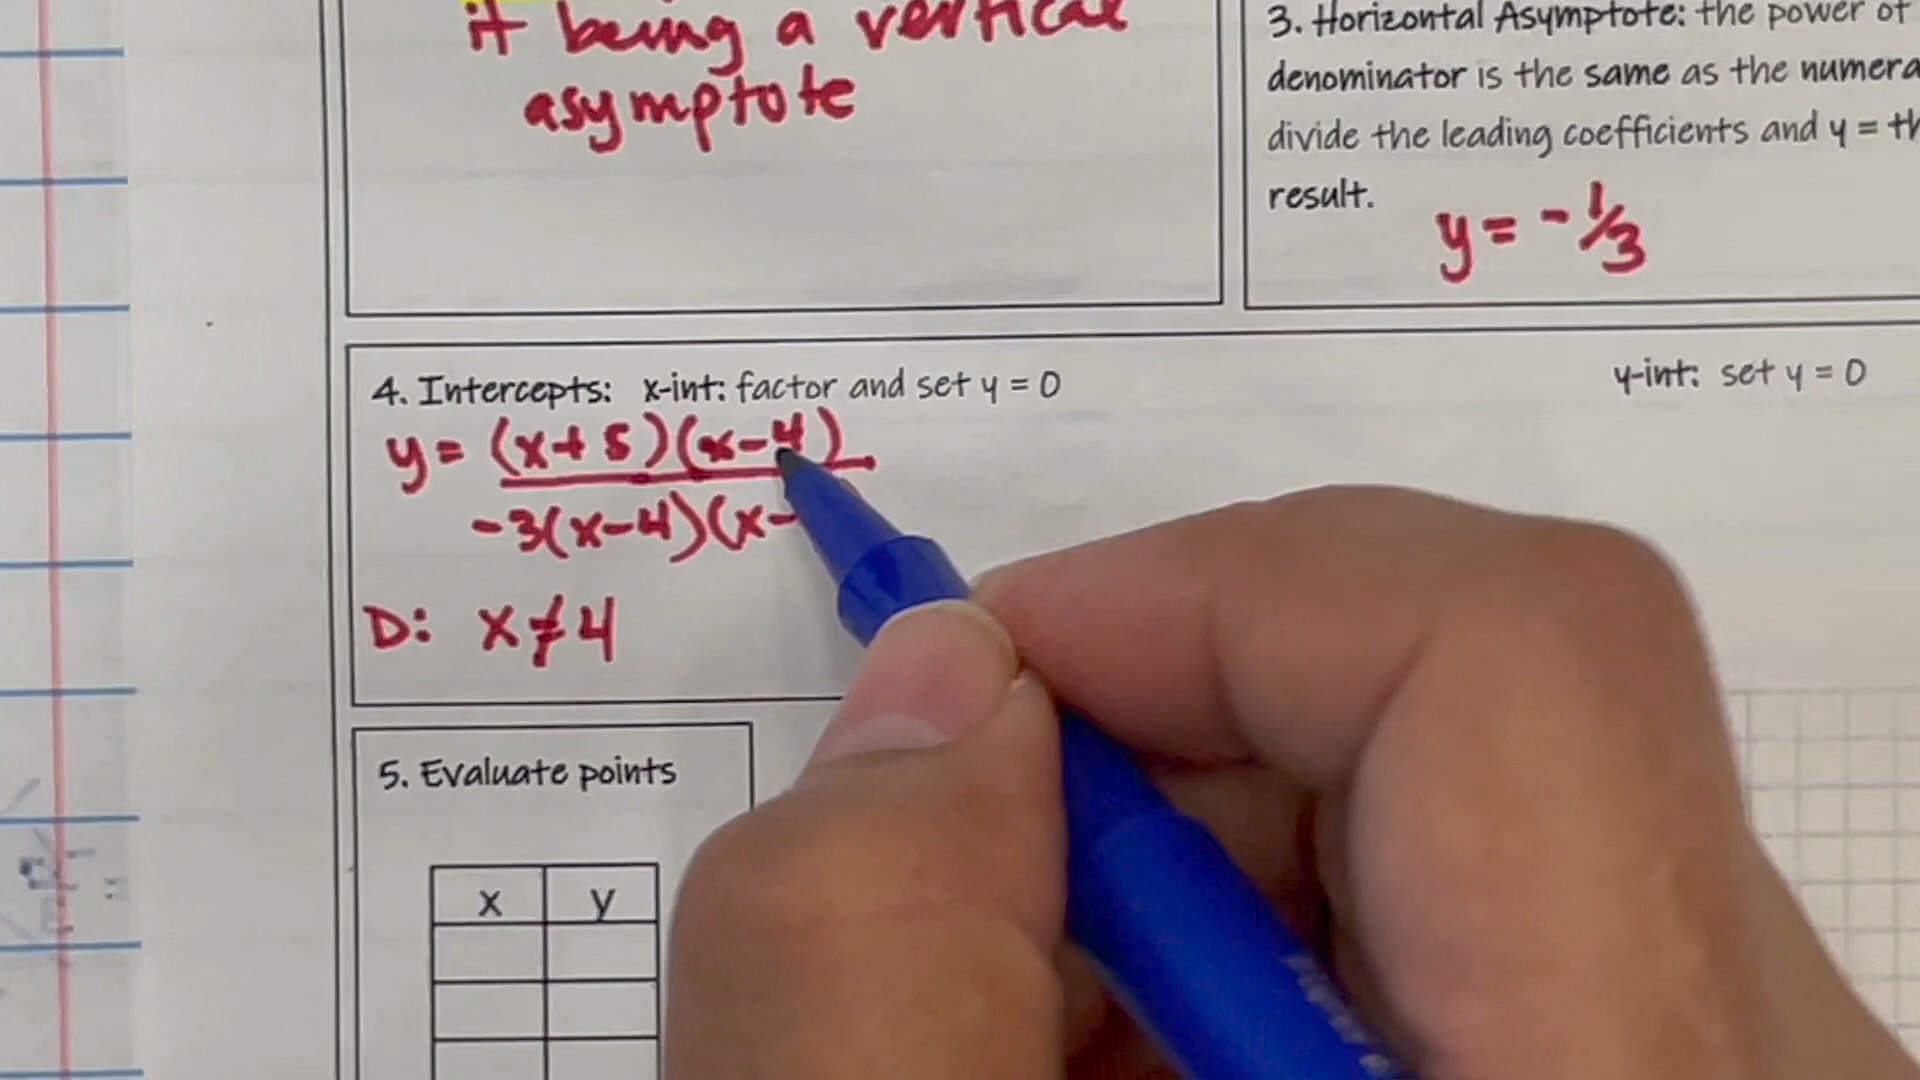 it being a vertical
asymptote
3. Horizontal Asymptote: the power of
denominator is the same as the
divide the leading coefficients and y =
result.
y = -1/3
4. Intercepts: x-int: factor and set y = 0
y-int: set y = 0
y = (x+5)(x-4)
-3(x-4)(x-
D: x≠4
5. Evaluate points
x y